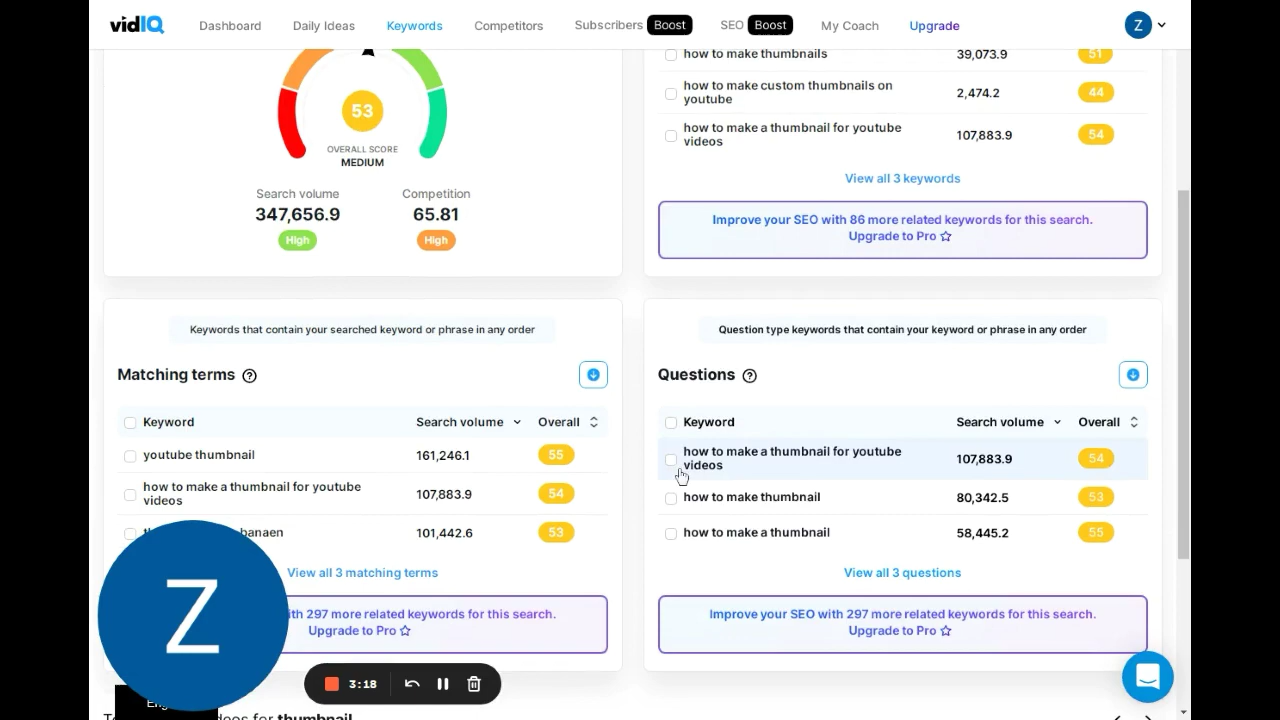 vidIQ
Dashboard
Daily Ideas
Keywords
Competitors
Subscribers Boost
SEO Boost
My Coach
Upgrade
Z
53
OVERALL SCORE
MEDIUM
Search volume
347,656.9
High
Competition
65.81
High
how to make thumbnails 39,073.9 51
how to make custom thumbnails on
youtube
2,474.2 44
how to make a thumbnail for youtube
videos
107,883.9 54
View all 3 keywords
Improve your SEO with 86 more related keywords for this search.
Upgrade to Pro
Keywords that contain your searched keyword or phrase in any order
Matching terms ?
Keyword Search volume Overall
youtube thumbnail 161,246.1 55
how to make a thumbnail for youtube
videos
107,883.9 54
banaen 101,442.6 53
View all 3 matching terms
with 297 more related keywords for this search.
Upgrade to Pro
Question type keywords that contain your keyword or phrase in any order
Questions ?
Keyword Search volume Overall
how to make a thumbnail for youtube
videos
107,883.9 54
how to make thumbnail 80,342.5 53
how to make a thumbnail 58,445.2 55
View all 3 questions
Improve your SEO with 297 more related keywords for this search.
Upgrade to Pro
Z
3:18
for thumbnail